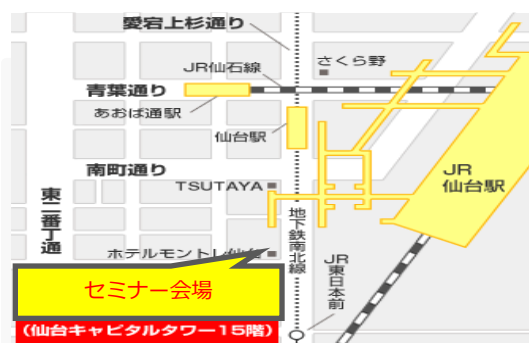 愛宕上杉通り
さくら野
JR仙石線
青葉通り
あおば通駅
仙台駅
南町通り
JR
仙台駅
TSUTAYA
東二番丁通
地下鉄南北線
ホテルモントレ仙台
JR東日本前
セミナー会場
(仙台キャピタルタワー15階)